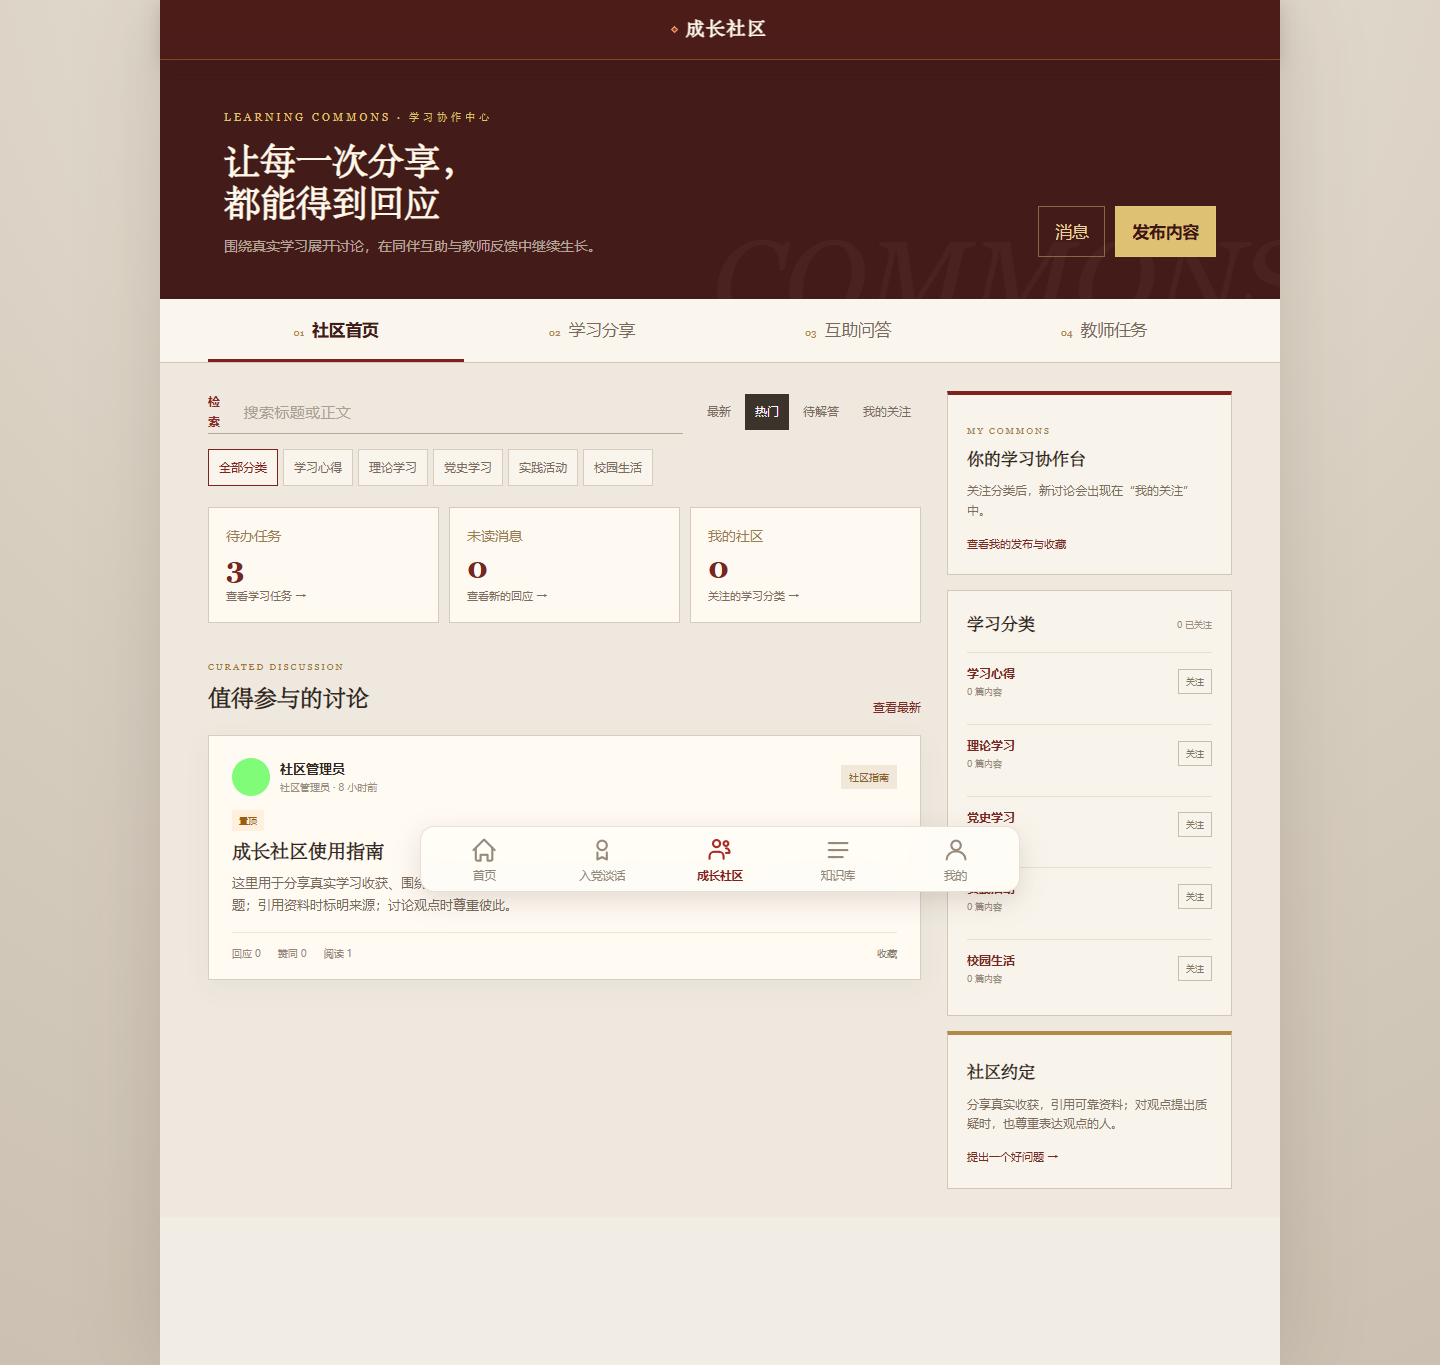 成长社区
LEARNING COMMONS · 学习协作中心
让每一次分享，
都能得到回应
围绕真实学习展开讨论，在同伴互助与教师反馈中继续生长。
COMMONS
消息
发布内容
01 社区首页
02 学习分享
03 互助问答
04 教师任务
检
索
搜索标题或正文
最新
热门
待解答
我的关注
全部分类
学习心得
理论学习
党史学习
实践活动
校园生活
待办任务
3
查看学习任务 →
未读消息
0
查看新的回应 →
我的社区
0
关注的学习分类 →
CURATED DISCUSSION
值得参与的讨论
查看最新
社区管理员
社区管理员 · 8 小时前
社区指南
置顶
成长社区使用指南
这里用于分享真实学习收获、围绕
题；引用资料时标明来源；讨论观点时尊重彼此。
回应 0
赞同 0
阅读 1
收藏
MY COMMONS
你的学习协作台
关注分类后，新讨论会出现在“我的关注”
中。
查看我的发布与收藏
学习分类
0 已关注
学习心得
0 篇内容
关注
理论学习
0 篇内容
关注
党史学习
关注
0 篇内容
关注
校园生活
0 篇内容
关注
社区约定
分享真实收获，引用可靠资料；对观点提出质
疑时，也尊重表达观点的人。
提出一个好问题 →
首页
入党谈话
成长社区
知识库
我的